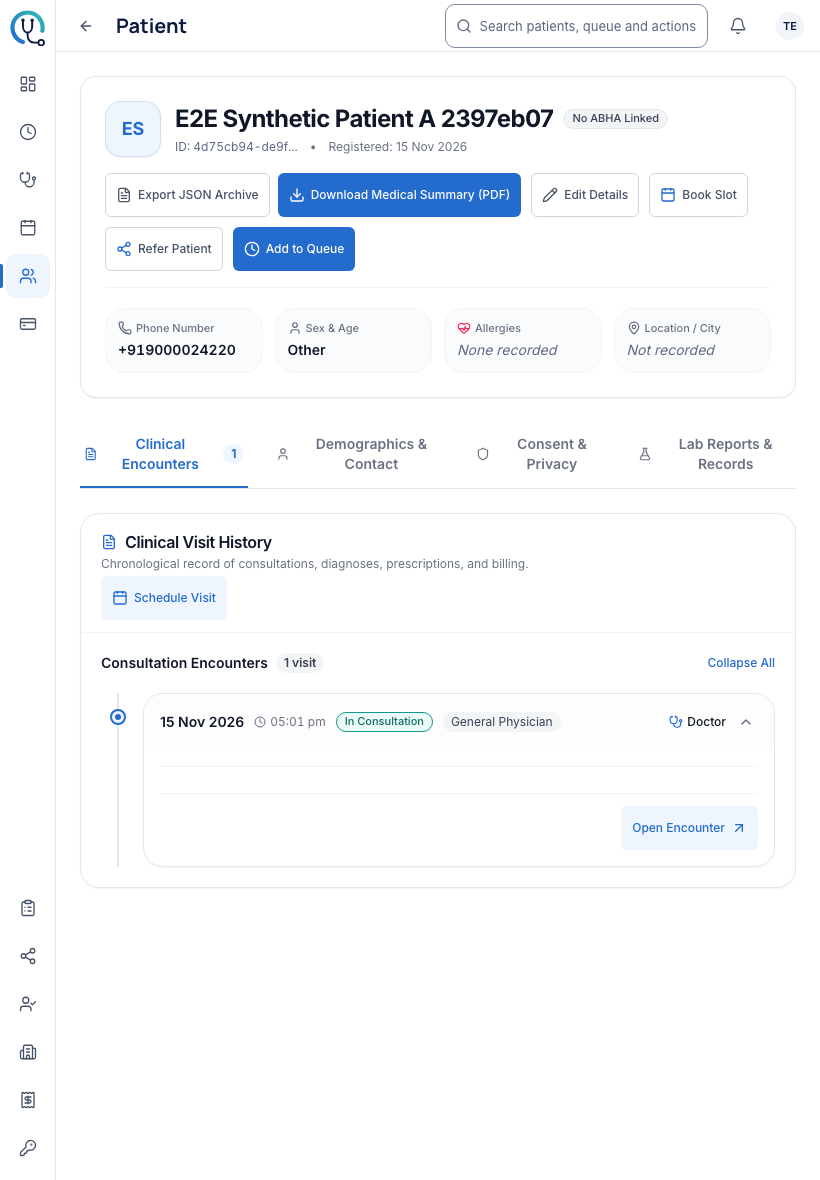 Patient
Search patients, queue and actions
TE
ES
E2E Synthetic Patient A 2397eb07
No ABHA Linked
ID: 4d75cb94-de9f... • Registered: 15 Nov 2026
Export JSON Archive
Download Medical Summary (PDF)
Edit Details
Book Slot
Refer Patient
Add to Queue
Phone Number
+919000024220
Sex & Age
Other
Allergies
None recorded
Location / City
Not recorded
Clinical
Encounters
1
Demographics &
Contact
Consent &
Privacy
Lab Reports &
Records
Clinical Visit History
Chronological record of consultations, diagnoses, prescriptions, and billing.
Schedule Visit
Consultation Encounters
1 visit
Collapse All
15 Nov 2026
05:01 pm
In Consultation
General Physician
Doctor
Open Encounter